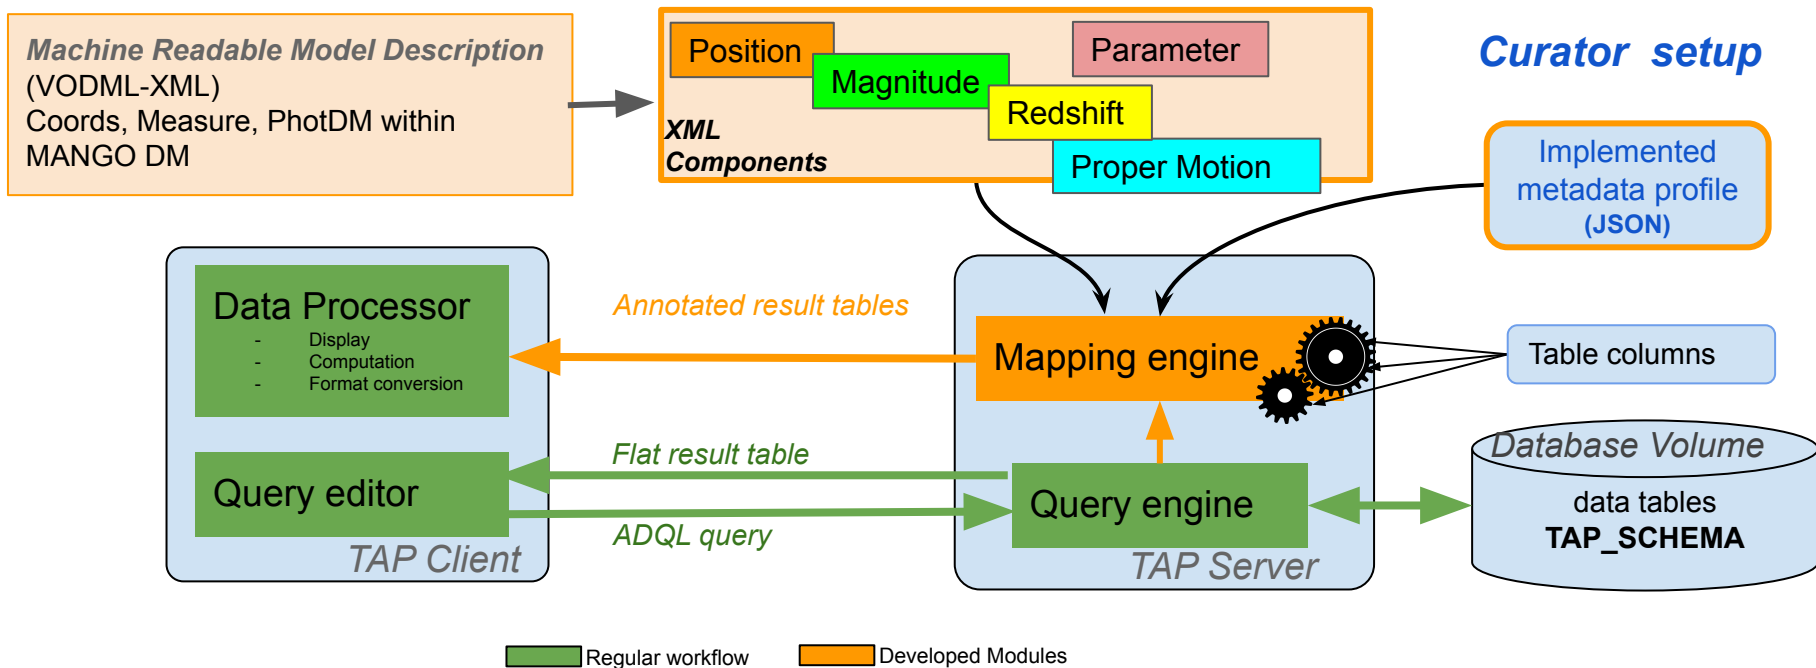 Machine Readable Model Description
(VODML-XML)
Coords, Measure, PhotDM within
MANGO DM
Position
Magnitude
Redshift
Proper Motion
Parameter
XML
Components
Curator setup
Implemented
metadata profile
(JSON)
Data Processor
- Display
- Computation
- Format conversion
Query editor
TAP Client
Annotated result tables
Flat result table
ADQL query
Mapping engine
Query engine
TAP Server
Table columns
Database Volume
data tables
TAP_SCHEMA
Regular workflow
Developed Modules